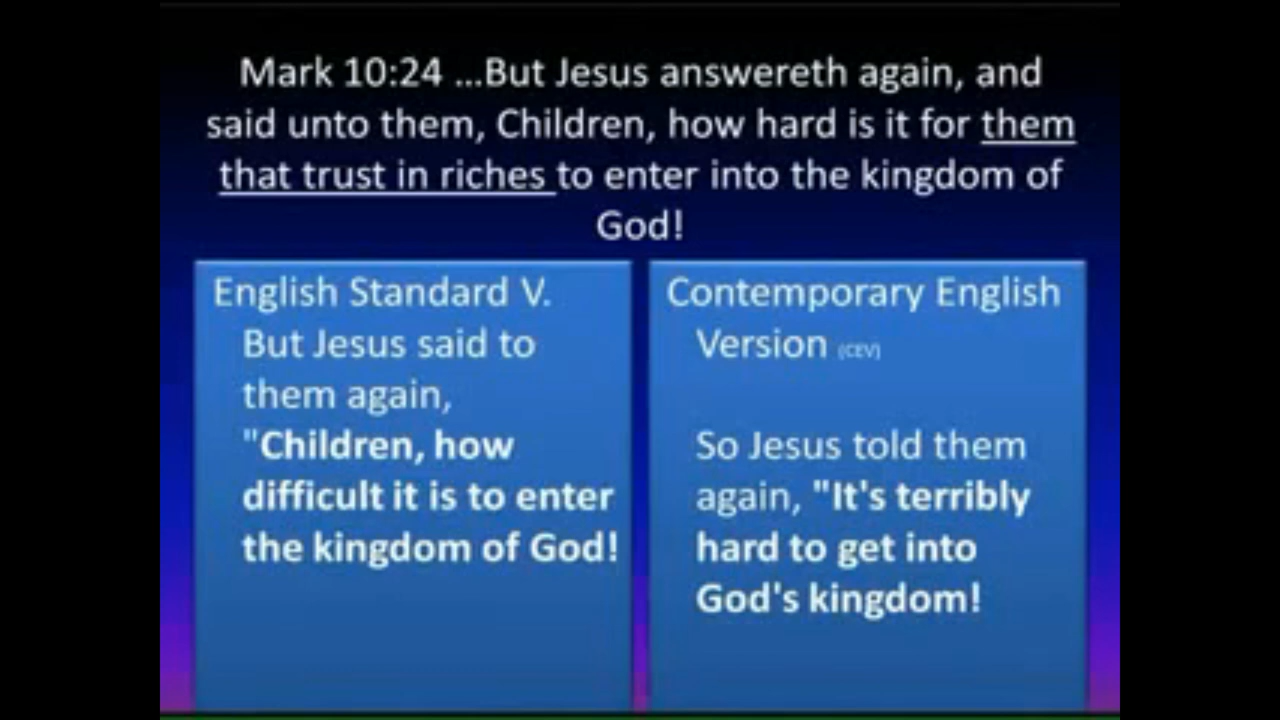 Mark 10:24 ...But Jesus answereth again, and
said unto them, Children, how hard is it for them
that trust in riches to enter into the kingdom of
God!
English Standard V.
But Jesus said to
them again,
"Children, how
difficult it is to enter
the kingdom of God!
Contemporary English
Version (CEV)
So Jesus told them
again, "It's terribly
hard to get into
God's kingdom!